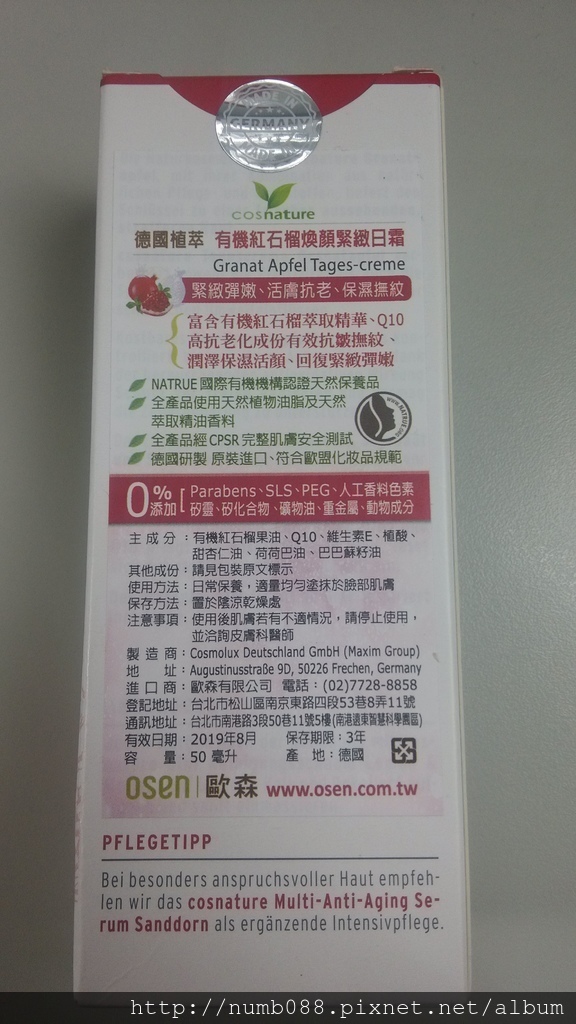 MADE IN
GERMANY
cosnature
德國植萃 有機紅石榴煥顏緊緻日霜
Granat Apfel Tages-creme
緊緻彈嫩、活膚抗老、保濕撫紋
富含有機紅石榴萃取精華、Q10
高抗老化成份有效抗皺撫紋、
潤澤保濕活顏、回復緊緻彈嫩
NATRUE國際有機機構認證天然保養品
全產品使用天然植物油脂及天然
萃取精油香料
全產品經CPSR完整肌膚安全測試
德國研製 原裝進口、符合歐盟化妝品規範
WWW.NATRUE.ORG
0%添加 [ Parabens、SLS、PEG、人工香料色素
矽靈、矽化合物、礦物油、重金屬、動物成分
主 成 分：有機紅石榴果油、Q10、維生素E、植酸、
甜杏仁油、荷荷巴油、巴巴蘇籽油
其他成份：請見包裝原文標示
使用方法：日常保養，適量均勻塗抹於臉部肌膚
保存方法：置於陰涼乾燥處
注意事項：使用後肌膚若有不適情況，請停止使用，
並洽詢皮膚科醫師
製 造 商：Cosmolux Deutschland GmbH (Maxim Group)
地 址：Augustinusstraße 9D, 50226 Frechen, Germany
進 口 商：歐森有限公司 電話：(02)7728-8858
登記地址：台北市松山區南京東路四段53巷8弄11號
通訊地址：台北市南港路3段50巷11號5樓(南港遠東智慧科學園區)
有效日期：2019年8月 保存期限：3年
容 量：50 毫升 產 地：德國
osen | 歐森 www.osen.com.tw
PFLEGETIPP
Bei besonders anspruchsvoller Haut empfeh-
len wir das cosnature Multi-Anti-Aging Se-
rum Sanddorn als ergänzende Intensivpflege.
http://numb088.pixnet.net/album